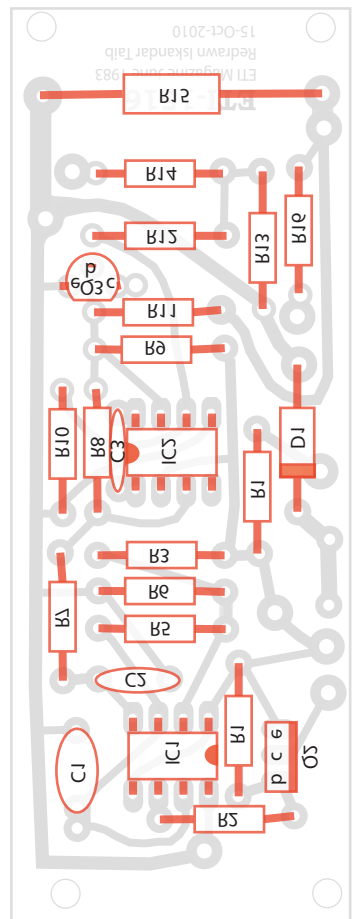 15-Oct-2010
Redrawn Iskandar Taib
ETI Magazine June 1983
R15
R14
R12
R13
R16
b
e Q3 c
R11
R9
R10
R8
C3
IC2
D1
R1
R3
R6
R5
R7
C2
C1
IC1
R1
b c e
Q2
R2